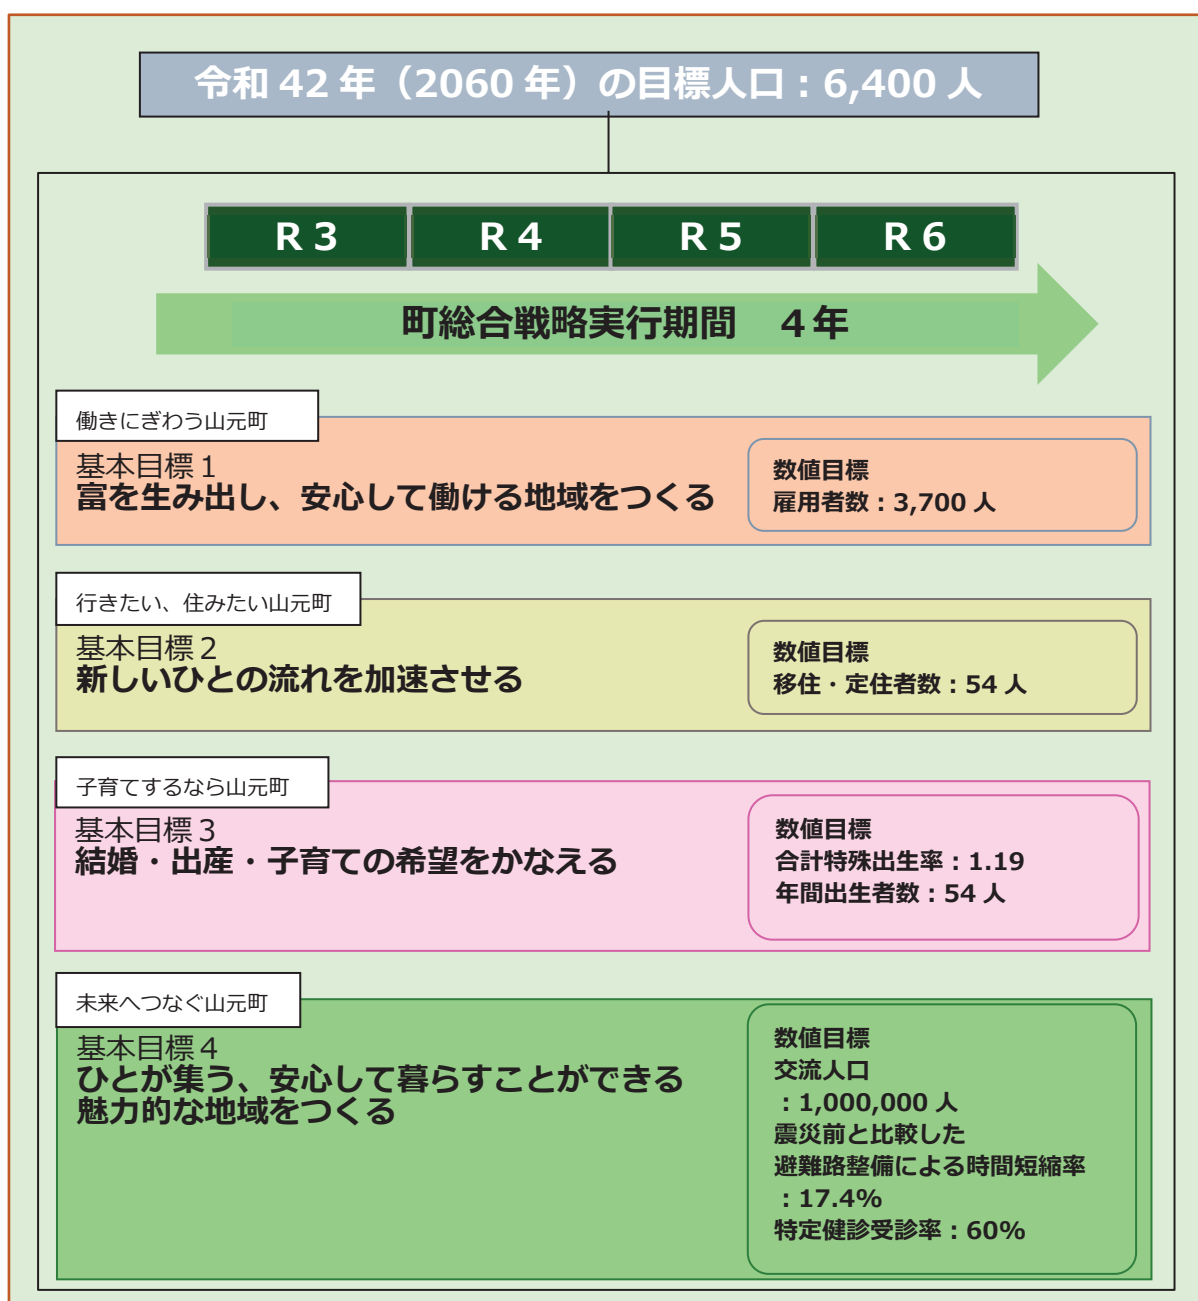 令和 42 年（2060 年）の目標人口：6,400 人
R３
R４
R５
R６
町総合戦略実行期間　４年
働きにぎわう山元町
基本目標１
富を生み出し、安心して働ける地域をつくる
数値目標
雇用者数：3,700 人
行きたい、住みたい山元町
基本目標２
新しいひとの流れを加速させる
数値目標
移住・定住者数：54 人
子育てするなら山元町
基本目標３
結婚・出産・子育ての希望をかなえる
数値目標
合計特殊出生率：1.19
年間出生者数：54 人
未来へつなぐ山元町
基本目標４
ひとが集う、安心して暮らすことができる
魅力的な地域をつくる
数値目標
交流人口
：1,000,000 人
震災前と比較した
避難路整備による時間短縮率
：17.4%
特定健診受診率：60%